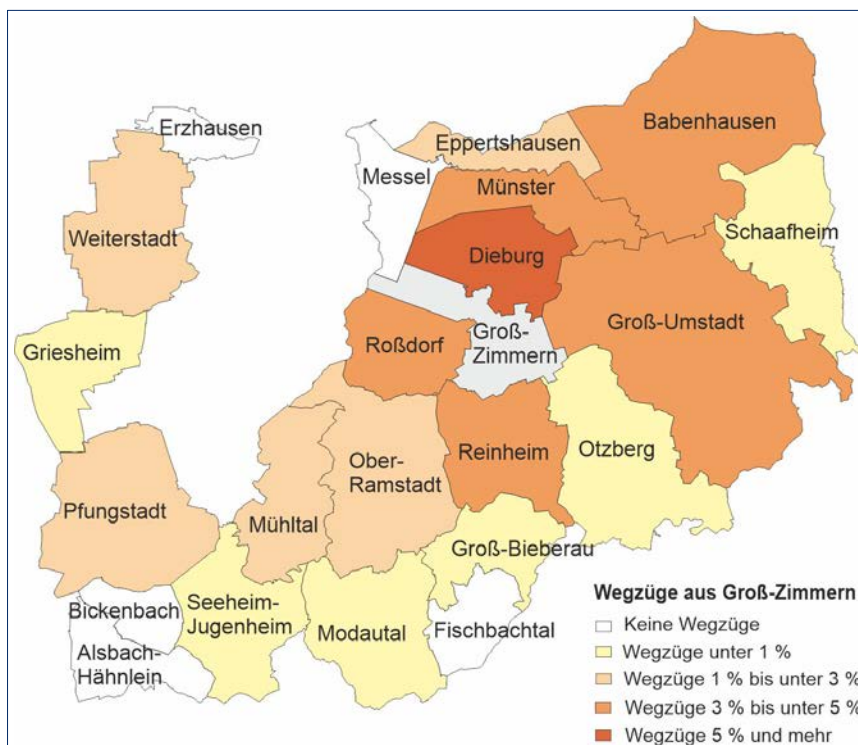 Erzhausen
Babenhausen
Eppertshausen
Messel
Münster
Schaafheim
Weiterstadt
Dieburg
Groß-Umstadt
Groß-
Zimmern
Griesheim
Roßdorf
Otzberg
Reinheim
Ober-
Ramstadt
Pfungstadt
Mühltal
Groß-Bieberau
Bickenbach
Seeheim-
Jugenheim
Modautal
Fischbachtal
Alsbach-
Hähnlein
Wegzüge aus Groß-Zimmern
Keine Wegzüge
Wegzüge unter 1 %
Wegzüge 1 % bis unter 3 %
Wegzüge 3 % bis unter 5 %
Wegzüge 5 % und mehr